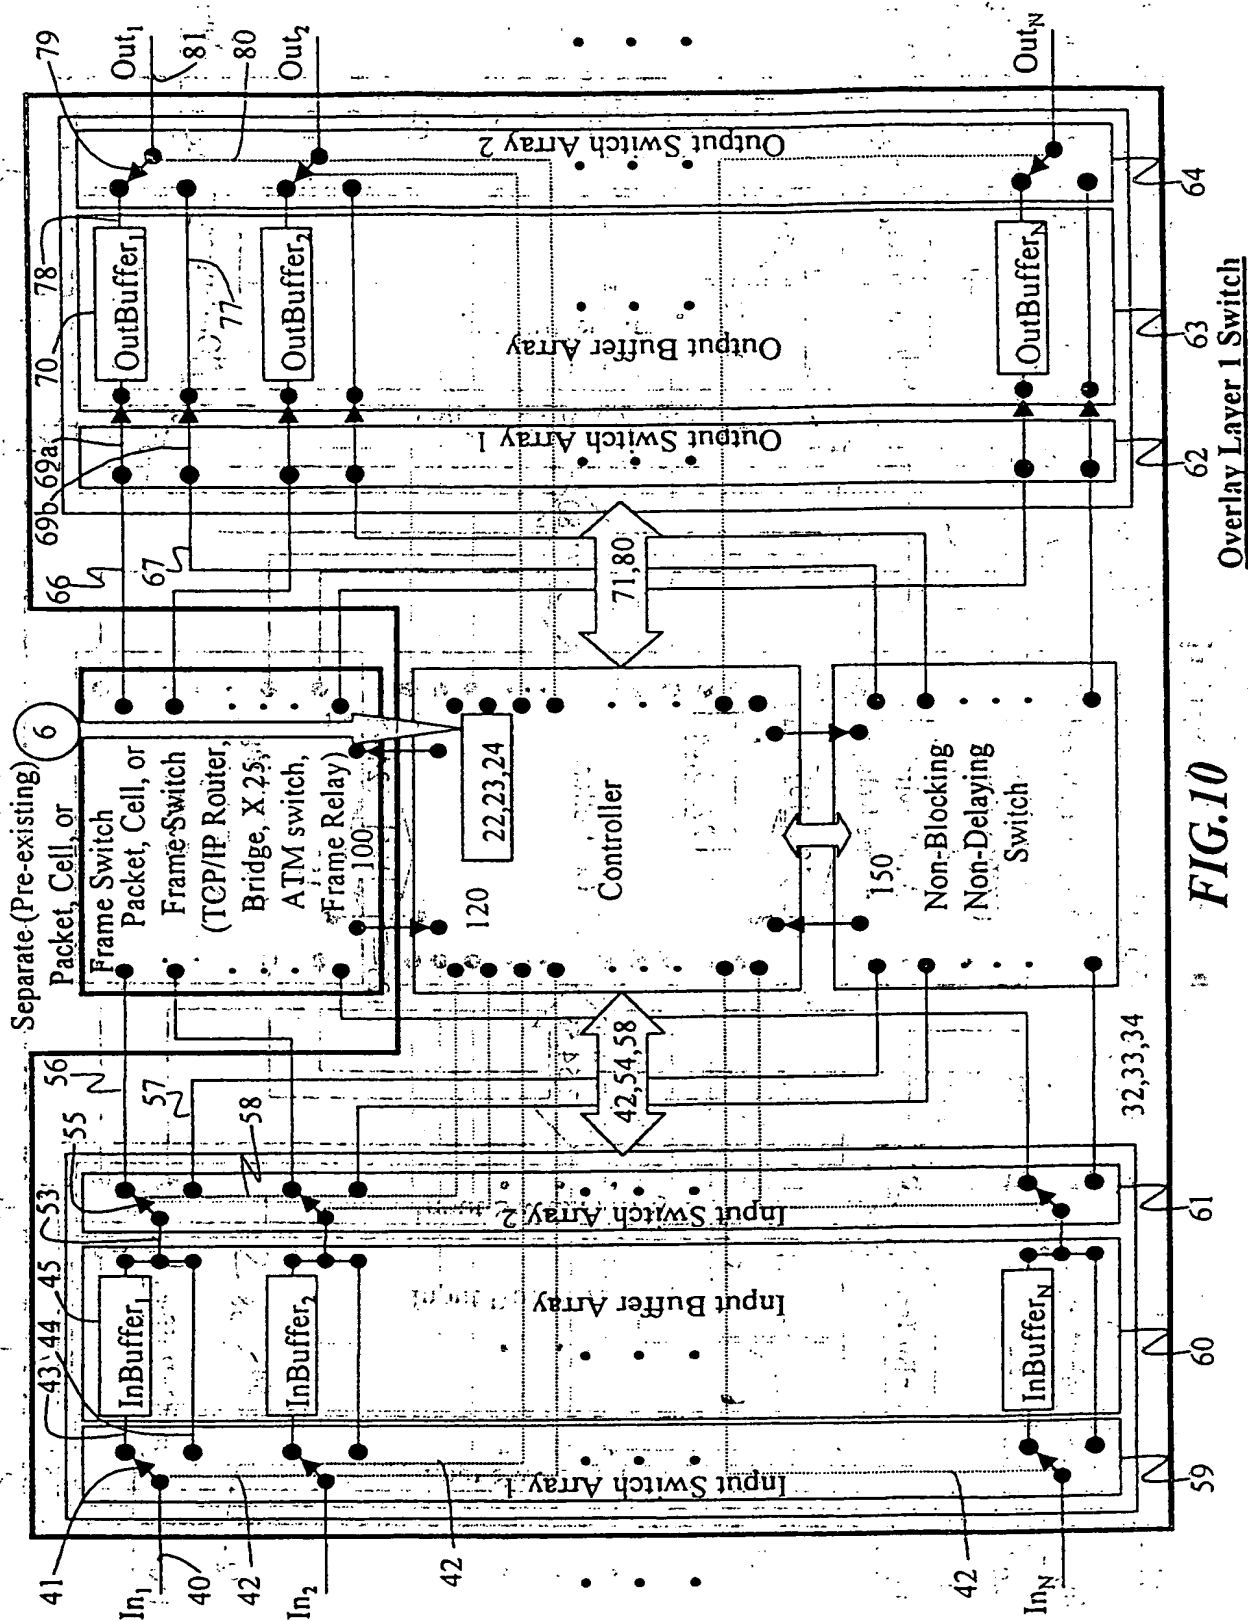 Separate (Pre-existing)
Packet, Cell, or
Frame Switch
6
Packet, Cell, or
Frame Switch
(TCP/IP Router,
Bridge, X.25,
ATM switch,
Frame Relay)
100
22,23,24
120
Controller
150
Non-Blocking
Non-Delaying
Switch
42,54,58
71,80
32,33,34
41
In1
40
42
In2
42
42
InN
43
44
45
53
55
56
57
58
InBuffer1
InBuffer2
InBufferN
Input Switch Array 1
Input Buffer Array
Input Switch Array 2
59
60
61
66
67
69b
69a
70
78
77
79
Out1
81
80
Out2
OutN
OutBuffer1
OutBuffer2
OutBufferN
Output Switch Array 1
Output Buffer Array
Output Switch Array 2
62
63
64
FIG.10
Overlay Layer 1 Switch